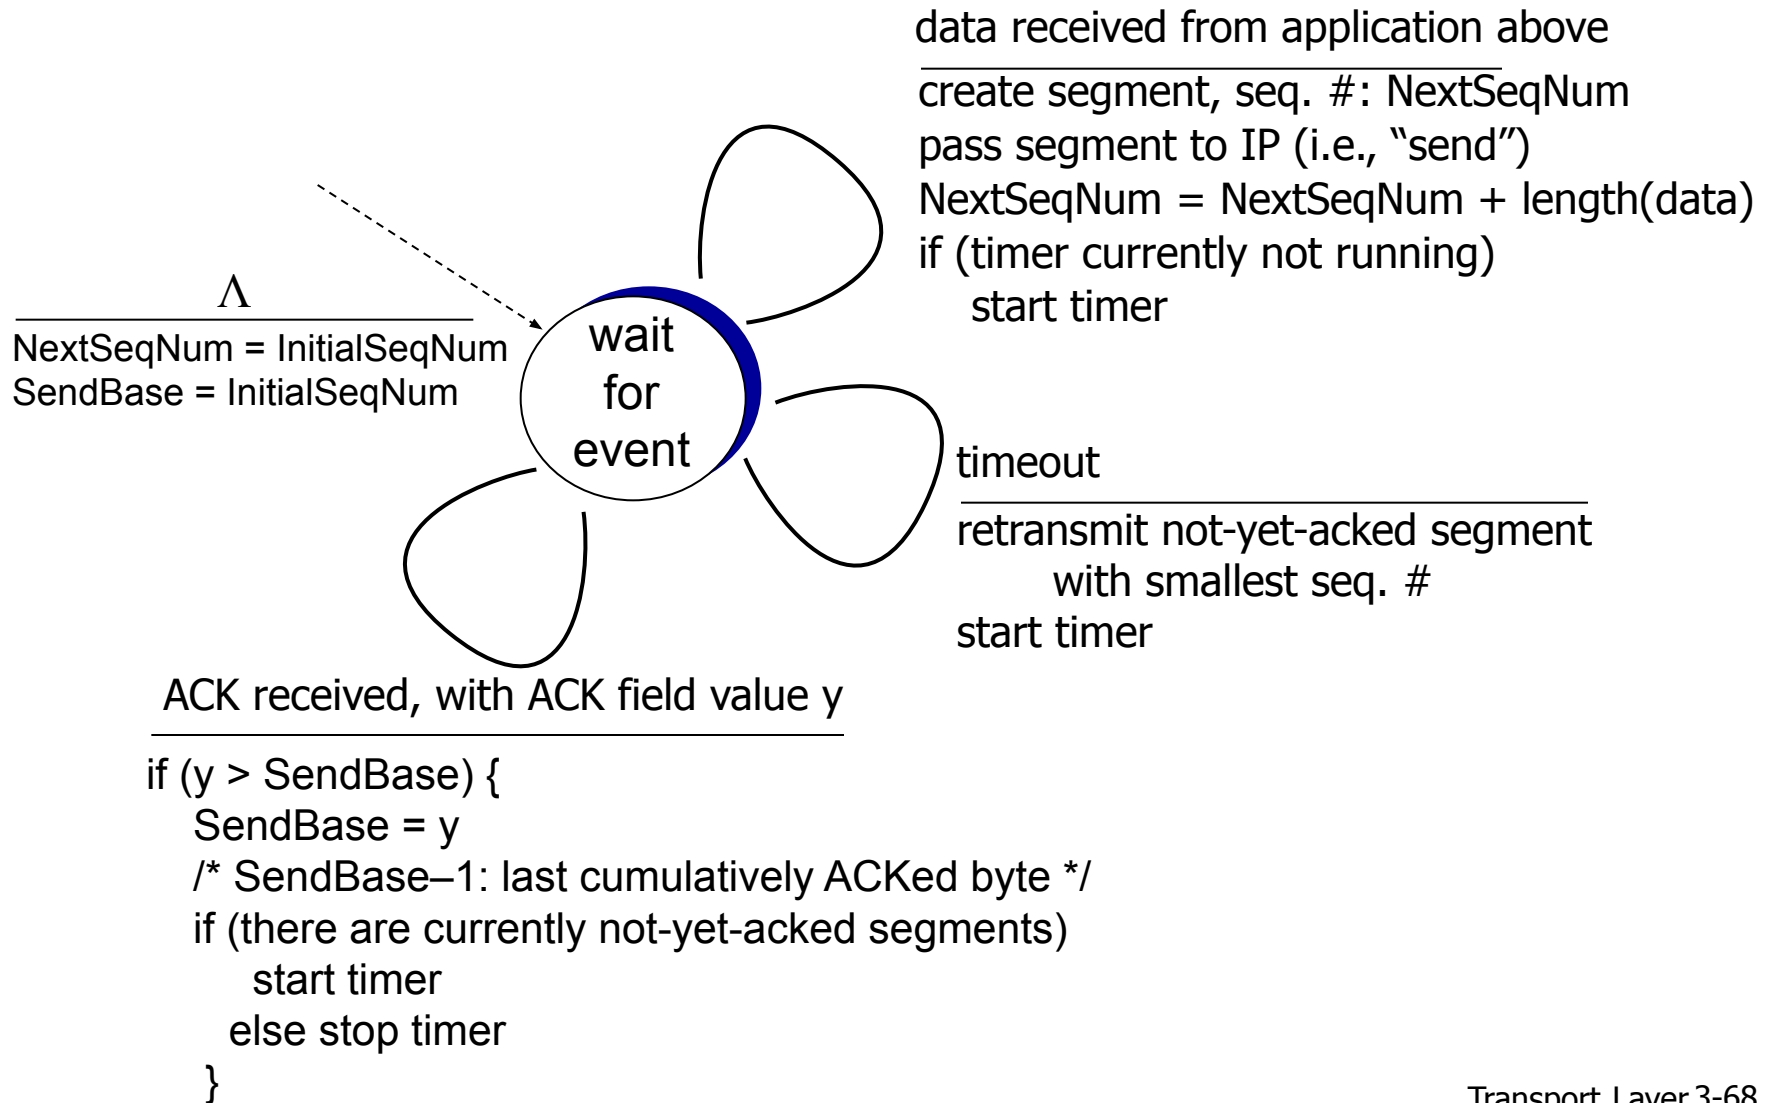 data received from application above
create segment, seq. #: NextSeqNum
pass segment to IP (i.e., “send”)
NextSeqNum = NextSeqNum + length(data)
if (timer currently not running)
start timer
Λ
NextSeqNum = InitialSeqNum
SendBase = InitialSeqNum
wait
for
event
timeout
retransmit not-yet-acked segment
with smallest seq. #
start timer
ACK received, with ACK field value y
if (y > SendBase) {
SendBase = y
/* SendBase–1: last cumulatively ACKed byte */
if (there are currently not-yet-acked segments)
start timer
else stop timer
}
Transport Layer 3-68